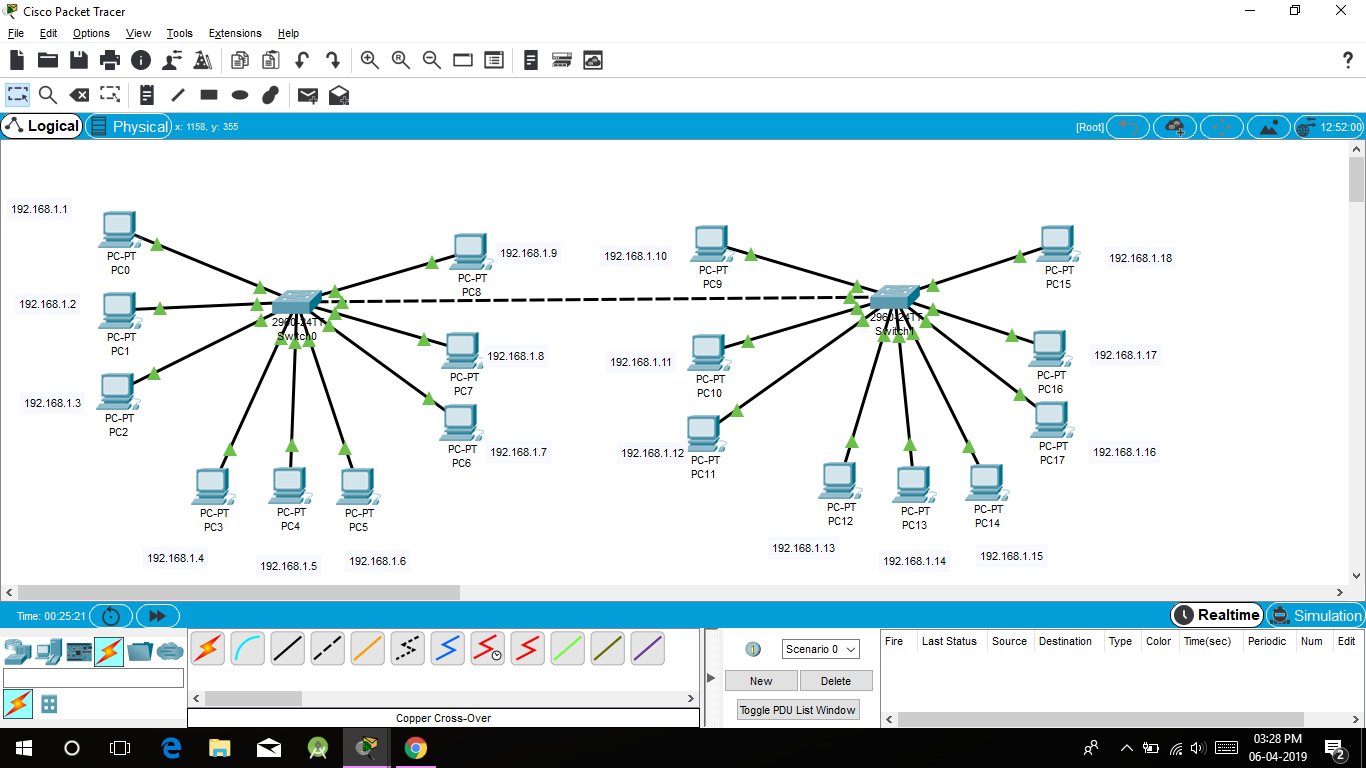 Cisco Packet Tracer
File Edit Options View Tools Extensions Help
Logical Physical x: 1158, y: 355 [Root] 12:52:00
192.168.1.1
PC-PT
PC0
192.168.1.2
PC-PT
PC1
192.168.1.3
PC-PT
PC2
2960-24TT
Switch0
192.168.1.9
PC-PT
PC8
192.168.1.8
PC-PT
PC7
192.168.1.7
PC-PT
PC6
PC-PT
PC3
192.168.1.4
PC-PT
PC4
192.168.1.5
PC-PT
PC5
192.168.1.6
192.168.1.10
PC-PT
PC9
192.168.1.11
PC-PT
PC10
192.168.1.12
PC-PT
PC11
2960-24TT
Switch1
192.168.1.18
PC-PT
PC15
192.168.1.17
PC-PT
PC16
192.168.1.16
PC-PT
PC17
PC-PT
PC12
192.168.1.13
PC-PT
PC13
192.168.1.14
PC-PT
PC14
192.168.1.15
Time: 00:25:21 Realtime Simulation
Scenario 0
New Delete
Toggle PDU List Window
Fire Last Status Source Destination Type Color Time(sec) Periodic Num Edit
Copper Cross-Over
03:28 PM
06-04-2019
2